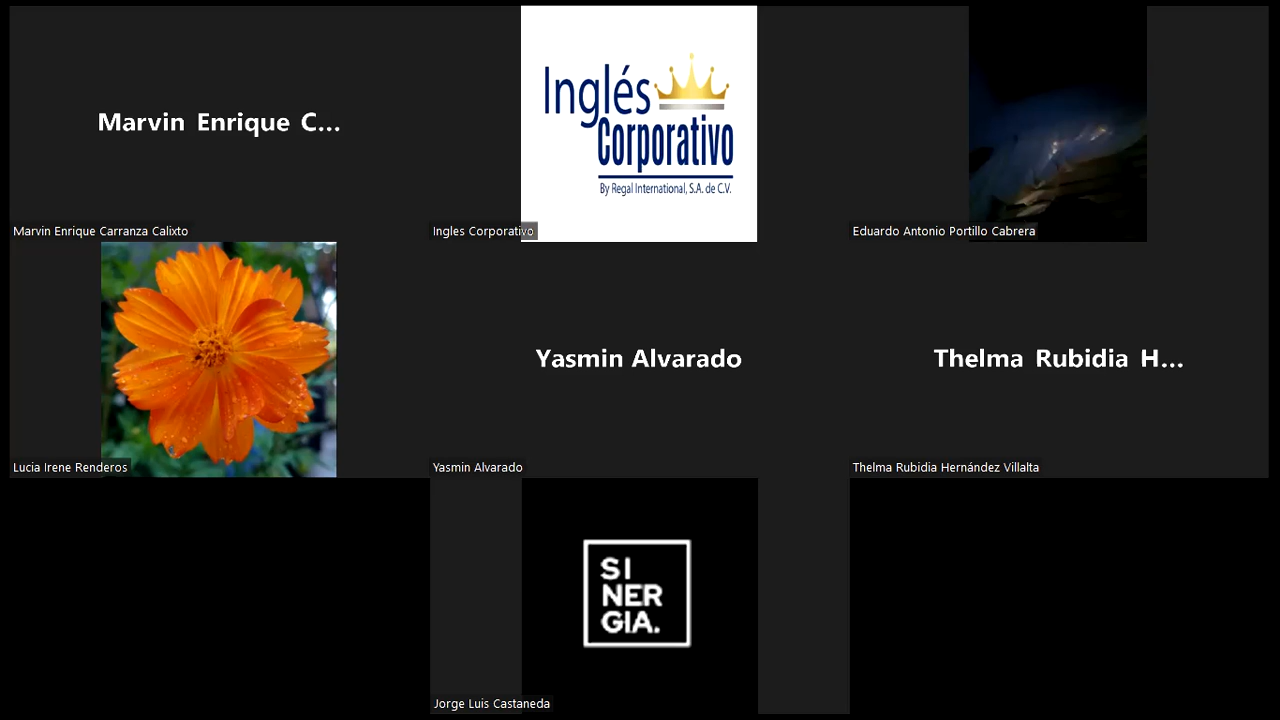 Marvin Enrique C...
Marvin Enrique Carranza Calixto
Inglés
Corporativo
By Regal International, S.A. de C.V.
Ingles Corporativo
Eduardo Antonio Portillo Cabrera
Lucia Irene Renderos
Yasmin Alvarado
Yasmin Alvarado
Thelma Rubidia H...
Thelma Rubidia Hernández Villalta
SI
NER
GIA.
Jorge Luis Castaneda